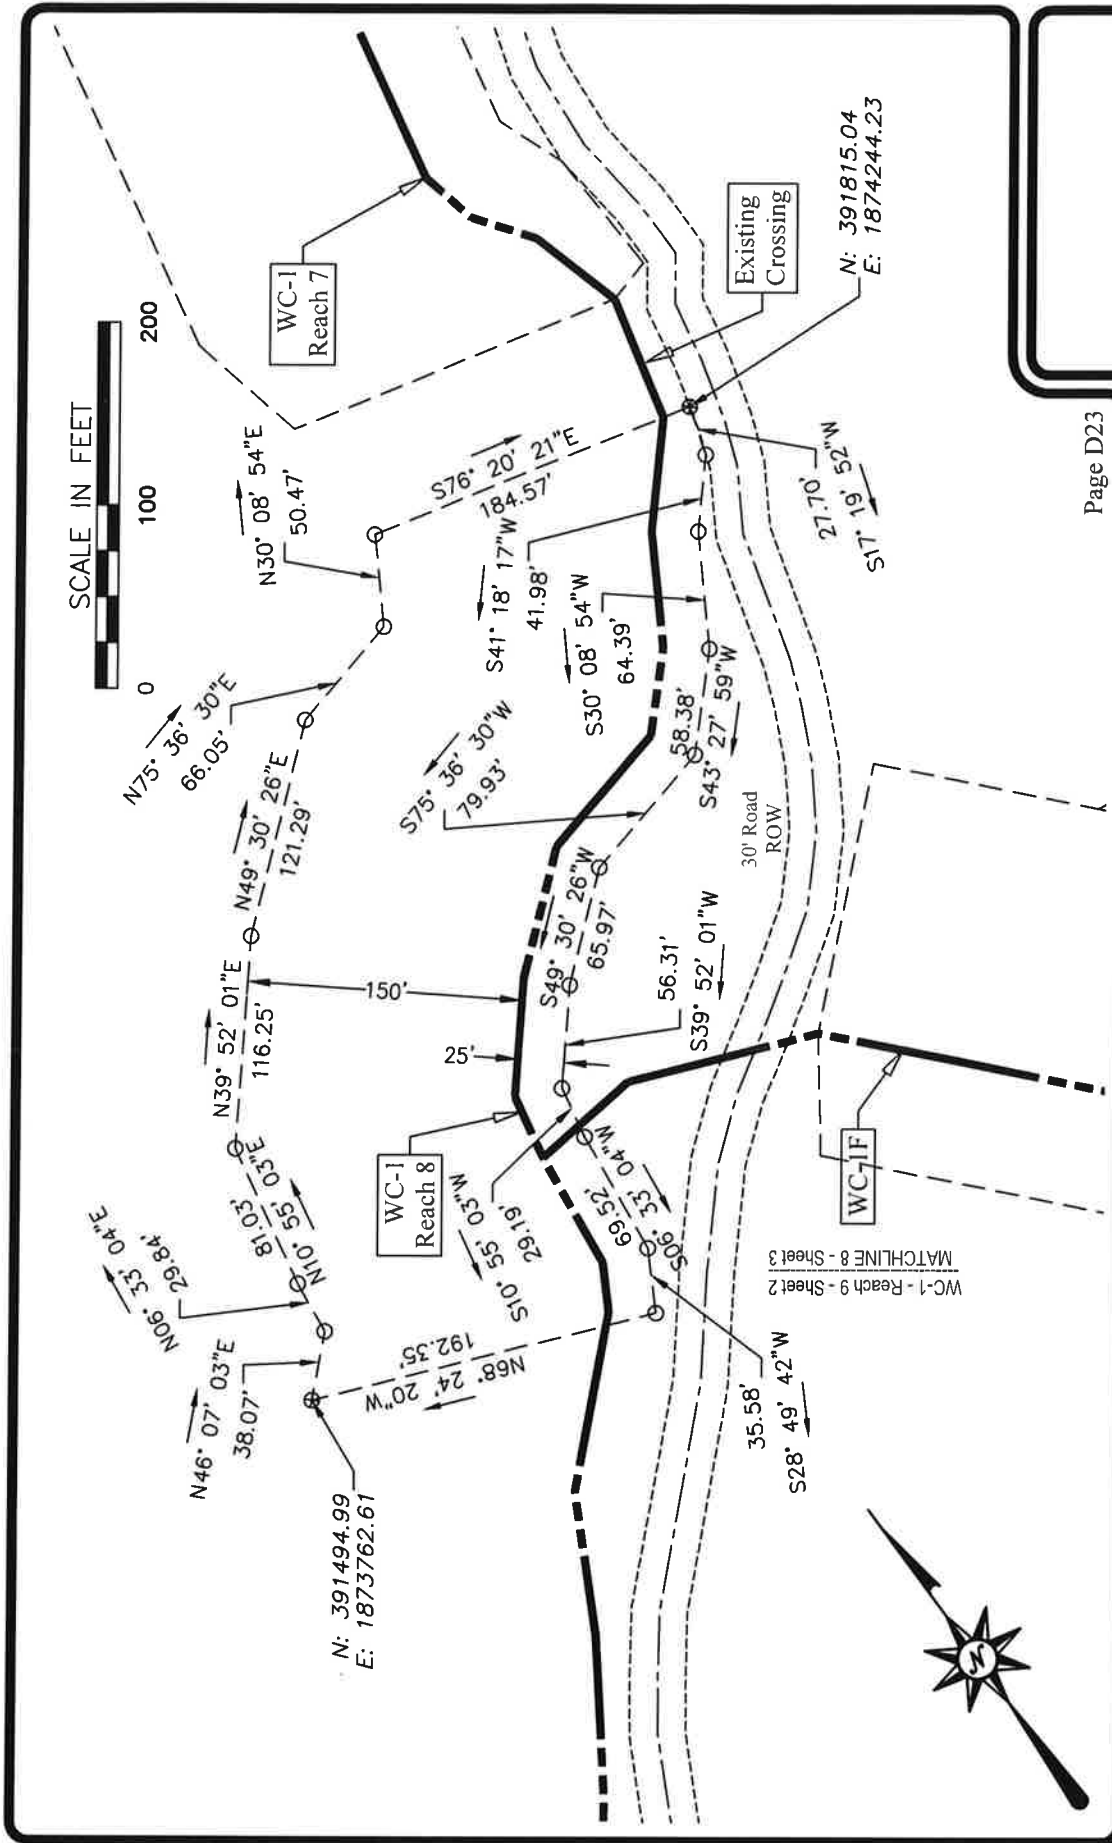 SCALE IN FEET
0 100 200
WC-1
Reach 7
N30° 08' 54"E
50.47'
N75° 36' 30"E
66.05'
N49° 30' 26"E
121.29'
N39° 52' 01"E
116.25'
N10° 55' 03"E
81.03'
N06° 33' 04"E
29.84'
N46° 07' 03"E
38.07'
N: 391494.99
E: 1873762.61
N68° 24' 20"W
192.35'
S76° 20' 21"E
184.57'
S41° 18' 17"W
41.98'
S30° 08' 54"W
64.39'
S75° 36' 30"W
79.93'
58.38'
S43° 27' 59"W
S49° 30' 26"W
65.97'
56.31'
S39° 52' 01"W
150'
25'
WC-1
Reach 8
S10° 55' 03"W
29.19'
69.52'
S06° 33' 04"W
35.58'
S28° 49' 42"W
Existing
Crossing
N: 391815.04
E: 1874244.23
27.70'
S17° 19' 52"W
30' Road
ROW
WC-1F
WC-1 - Reach 9 - Sheet 2
MATCHLINE 8 - Sheet 3
N
Page D23